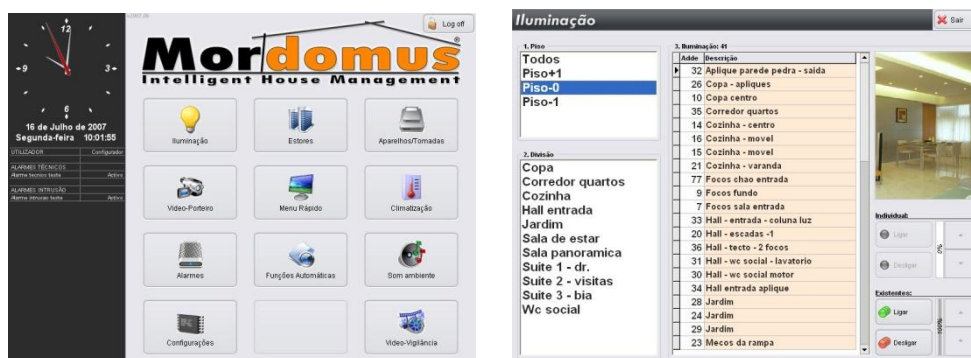 Log off
12
-9
3-
6
Mordomus®
Intelligent House Management
16 de Julho de 2007
Segunda-feira 10:01:55
UTILIZADOR Configurador
ALARMES TÉCNICOS
Alarme tecnico teste Activo
ALARMES INTRUSÃO
Alarme intrusao teste Activo
Iluminação
Estores
Aparelhos/Tomadas
Video-Porteiro
Menu Rápido
Climatização
Alarmes
Funções Automáticas
Som ambiente
Configurações
Video-Vigilância
Iluminação
Sair
1. Piso
Todos
Piso+1
Piso-0
Piso-1
2. Divisão
Copa
Corredor quartos
Cozinha
Hall entrada
Jardim
Sala de estar
Sala panoramica
Suite 1 - dr.
Suite 2 - visitas
Suite 3 - bia
Wc social
3. Iluminação: 41
Adde Descrição
32 Aplique parede pedra - saida
26 Copa - apliques
10 Copa centro
35 Corredor quartos
14 Cozinha - centro
16 Cozinha - movel
15 Cozinha - movel
21 Cozinha - varanda
77 Focos chao entrada
9 Focos fundo
7 Focos sala entrada
33 Hall - entrada - coluna luz
20 Hall - escadas -1
36 Hall - tecto - 2 focos
31 Hall - wc social - lavatorio
30 Hall - wc social motor
34 Hall entrada aplique
28 Jardim
24 Jardim
29 Jardim
23 Mecos da rampa
Individual:
Ligar
0%
Desligar
Existentes:
Ligar
100%
Desligar